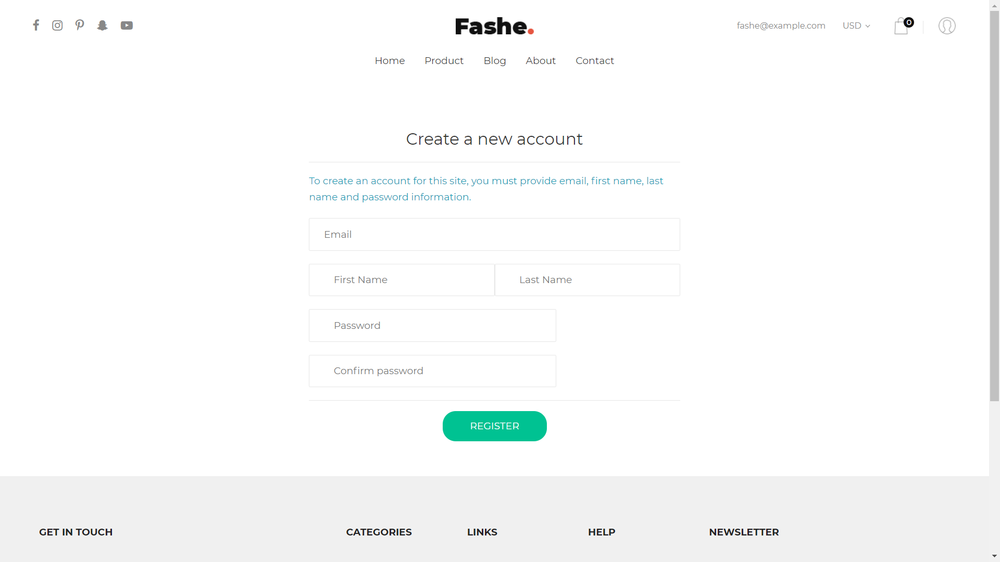 Fashe.
fashe@example.com
USD
0
Home
Product
Blog
About
Contact
Create a new account
To create an account for this site, you must provide email, first name, last
name and password information.
Email
First Name
Last Name
Password
Confirm password
REGISTER
GET IN TOUCH
CATEGORIES
LINKS
HELP
NEWSLETTER